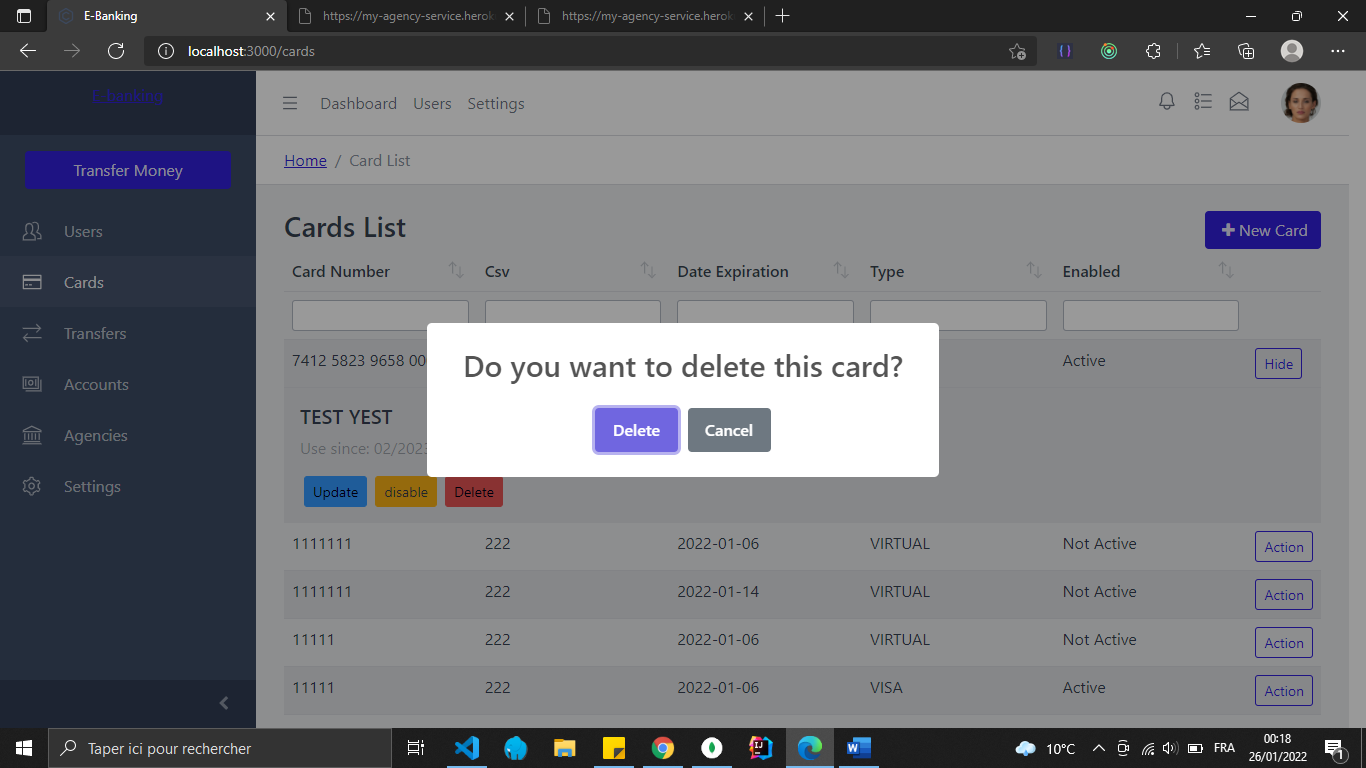 E-Banking
https://my-agency-service.herok
https://my-agency-service.herok
localhost:3000/cards
E-banking
Dashboard Users Settings
Home / Card List
Transfer Money
Users
Cards
Transfers
Accounts
Agencies
Settings
Cards List
New Card
Card Number Csv Date Expiration Type Enabled
7412 5823 9658 00 Active Hide
Do you want to delete this card?
Delete Cancel
TEST YEST
Use since: 02/2023
Update disable Delete
1111111 222 2022-01-06 VIRTUAL Not Active Action
1111111 222 2022-01-14 VIRTUAL Not Active Action
11111 222 2022-01-06 VIRTUAL Not Active Action
11111 222 2022-01-06 VISA Active Action
Taper ici pour rechercher
10°C
FRA
00:18
26/01/2022
1